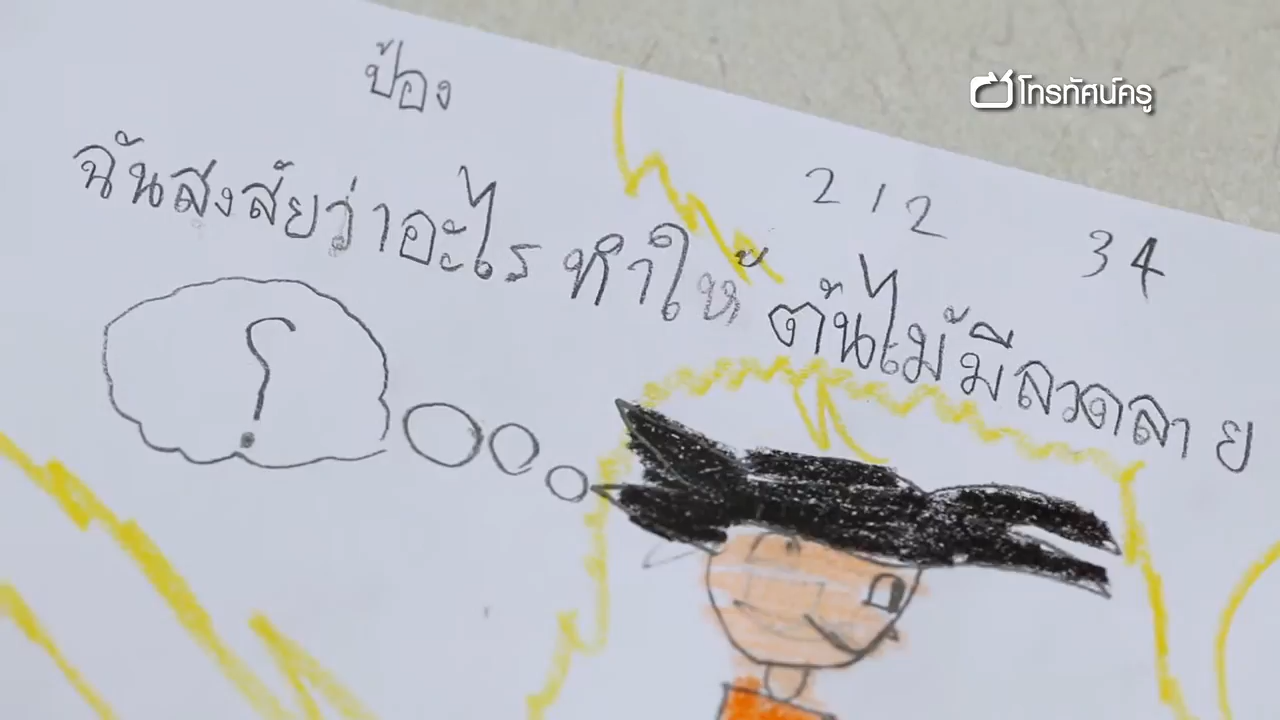 โทรทัศน์ครู
ป้อง
2/2 34
ฉันสงสัยว่าอะไร ทำให้ ต้นไม้มีลวดลาย
?